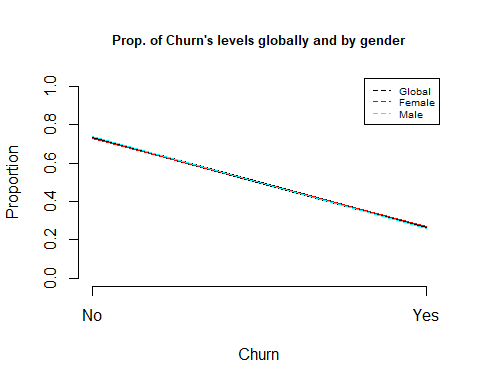 Prop. of Churn's levels globally and by gender
Global
Female
Male
Proportion
1.0
0.8
0.6
0.4
0.2
0.0
No
Yes
Churn